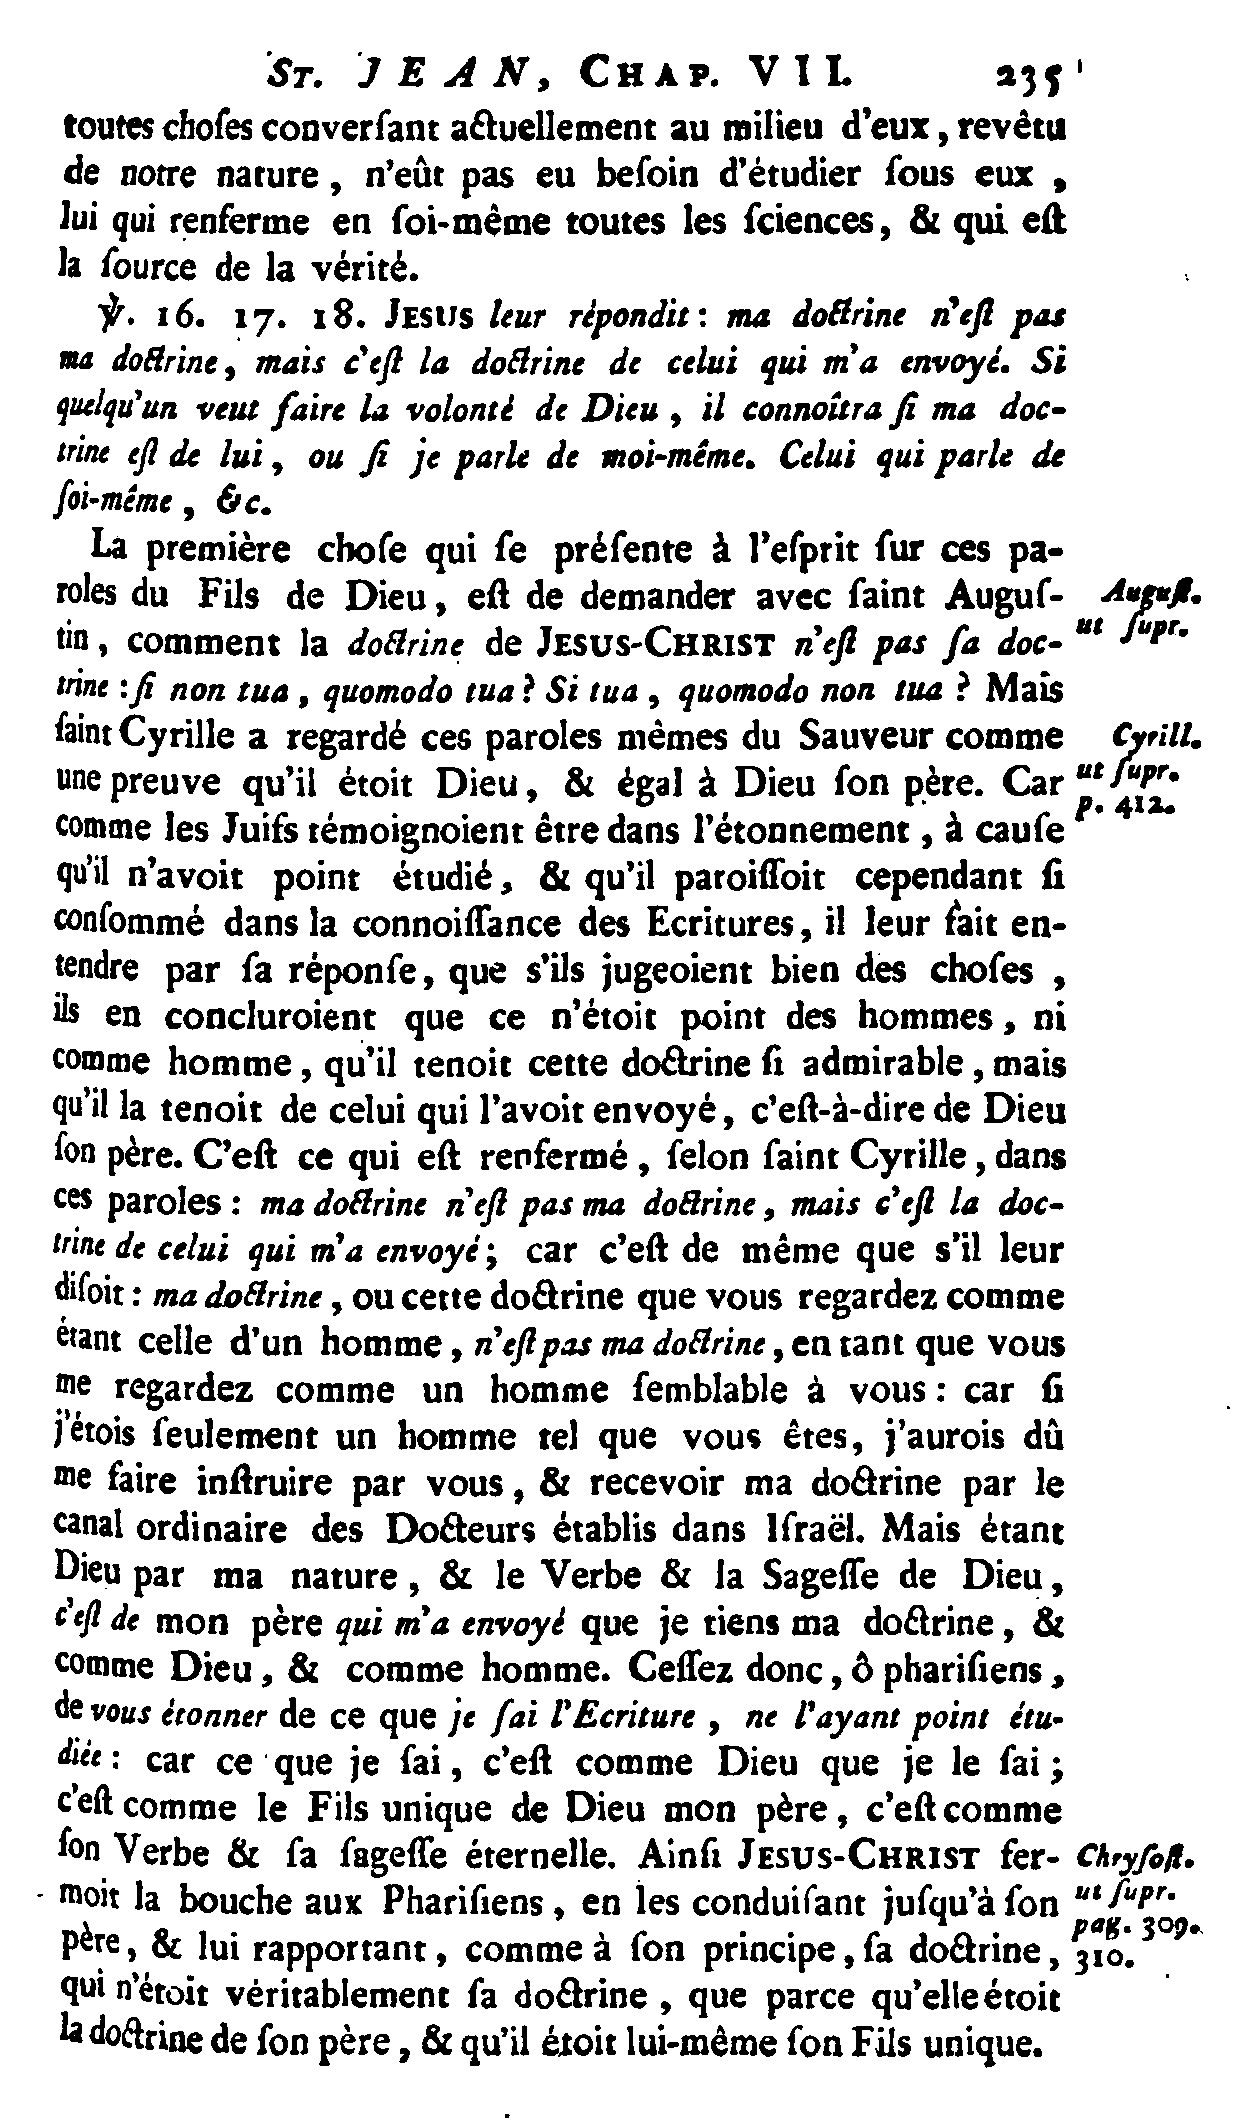 St. JEAN, CHAP. VII. 235
toutes choſes converſant actuellement au milieu d'eux, revêtu
de notre nature, n'eût pas eu beſoin d'étudier ſous eux,
lui qui renferme en ſoi-même toutes les ſciences, & qui eſt
la ſource de la vérité.
℣. 16. 17. 18. JESUS leur répondit: ma doctrine n'eſt pas
ma doctrine, mais c'eſt la doctrine de celui qui m'a envoyé. Si
quelqu'un veut faire la volonté de Dieu, il connoîtra ſi ma doc-
trine eſt de lui, ou ſi je parle de moi-même. Celui qui parle de
ſoi-même, &c.
La première choſe qui ſe préſente à l'eſprit ſur ces pa-
roles du Fils de Dieu, eſt de demander avec ſaint Auguſ-
tin, comment la doctrine de JESUS-CHRIST n'eſt pas ſa doc-
trine: ſi non tua, quomodo tua? Si tua, quomodo non tua? Mais
ſaint Cyrille a regardé ces paroles mêmes du Sauveur comme
une preuve qu'il étoit Dieu, & égal à Dieu ſon père. Car
comme les Juifs témoignoient être dans l'étonnement, à cauſe
qu'il n'avoit point étudié, & qu'il paroiſſoit cependant ſi
conſommé dans la connoiſſance des Ecritures, il leur fait en-
tendre par ſa réponſe, que s'ils jugeoient bien des choſes,
ils en concluroient que ce n'étoit point des hommes, ni
comme homme, qu'il tenoit cette doctrine ſi admirable, mais
qu'il la tenoit de celui qui l'avoit envoyé, c'eſt-à-dire de Dieu
ſon père. C'eſt ce qui eſt renfermé, ſelon ſaint Cyrille, dans
ces paroles: ma doctrine n'eſt pas ma doctrine, mais c'eſt la doc-
trine de celui qui m'a envoyé; car c'eſt de même que s'il leur
diſoit: ma doctrine, ou cette doctrine que vous regardez comme
étant celle d'un homme, n'eſt pas ma doctrine, en tant que vous
me regardez comme un homme ſemblable à vous: car ſi
j'étois ſeulement un homme tel que vous êtes, j'aurois dû
me faire inſtruire par vous, & recevoir ma doctrine par le
canal ordinaire des Docteurs établis dans Iſraël. Mais étant
Dieu par ma nature, & le Verbe & la Sageſſe de Dieu,
c'eſt de mon père qui m'a envoyé que je tiens ma doctrine, &
comme Dieu, & comme homme. Ceſſez donc, ô phariſiens,
de vous étonner de ce que je ſai l'Ecriture, ne l'ayant point étu-
diée: car ce que je ſai, c'eſt comme Dieu que je le ſai;
c'eſt comme le Fils unique de Dieu mon père, c'eſt comme
ſon Verbe & ſa ſageſſe éternelle. Ainſi JESUS-CHRIST fer-
moit la bouche aux Phariſiens, en les conduiſant juſqu'à ſon
père, & lui rapportant, comme à ſon principe, ſa doctrine,
qui n'étoit véritablement ſa doctrine, que parce qu'elle étoit
la doctrine de ſon père, & qu'il étoit lui-même ſon Fils unique.
Auguſt.
ut ſupr.
Cyrill.
ut ſupr.
p. 412.
Chryſoſt.
ut ſupr.
pag. 309.
310.